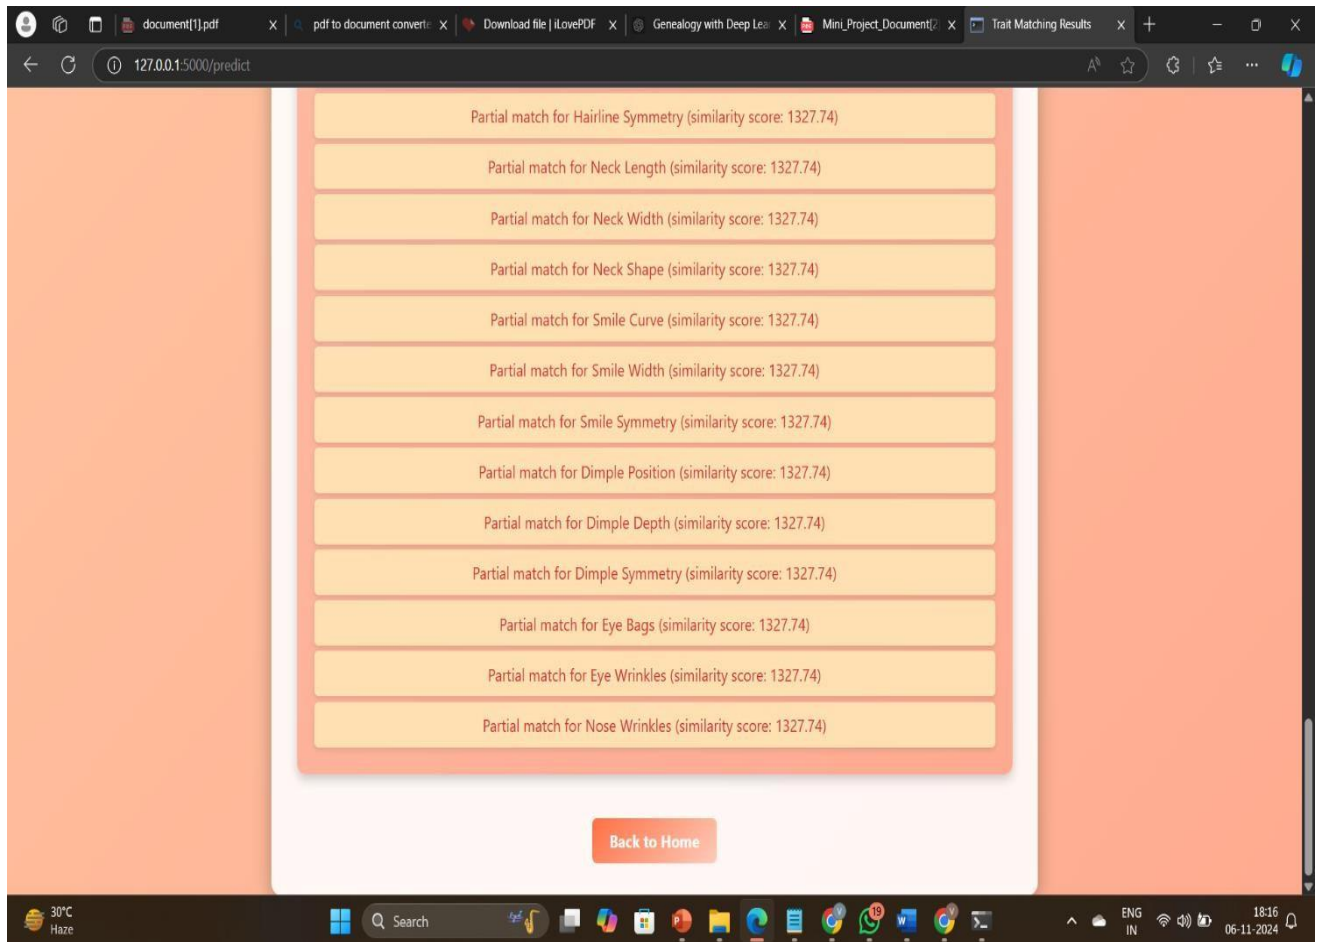 document[1].pdf
pdf to document converte
Download file | iLovePDF
Genealogy with Deep Lea
Mini_Project_Document[2]
Trait Matching Results
127.0.0.1:5000/predict
Partial match for Hairline Symmetry (similarity score: 1327.74)
Partial match for Neck Length (similarity score: 1327.74)
Partial match for Neck Width (similarity score: 1327.74)
Partial match for Neck Shape (similarity score: 1327.74)
Partial match for Smile Curve (similarity score: 1327.74)
Partial match for Smile Width (similarity score: 1327.74)
Partial match for Smile Symmetry (similarity score: 1327.74)
Partial match for Dimple Position (similarity score: 1327.74)
Partial match for Dimple Depth (similarity score: 1327.74)
Partial match for Dimple Symmetry (similarity score: 1327.74)
Partial match for Eye Bags (similarity score: 1327.74)
Partial match for Eye Wrinkles (similarity score: 1327.74)
Partial match for Nose Wrinkles (similarity score: 1327.74)
Back to Home
30°C
Haze
Search
19
ENG
IN
18:16
06-11-2024